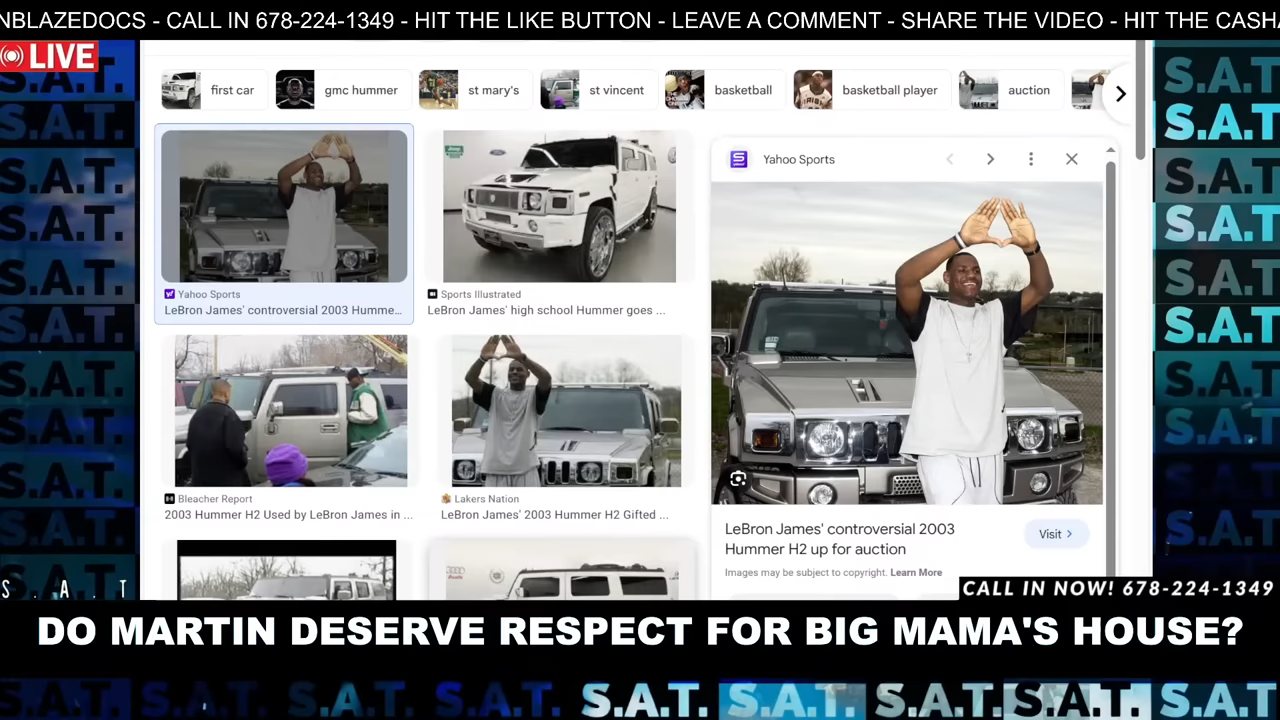 NBLAZEDOCS - CALL IN 678-224-1349 - HIT THE LIKE BUTTON - LEAVE A COMMENT - SHARE THE VIDEO - HIT THE CASHA
LIVE
first car
gmc hummer
st mary's
st vincent
basketball
basketball player
auction
Yahoo Sports
LeBron James' controversial 2003 Humme...
Sports Illustrated
LeBron James' high school Hummer goes ...
Bleacher Report
2003 Hummer H2 Used by LeBron James in ...
Lakers Nation
LeBron James' 2003 Hummer H2 Gifted ...
Yahoo Sports
LeBron James' controversial 2003
Hummer H2 up for auction
Visit
Images may be subject to copyright. Learn More
S.A.T.
S.A.T.
S.A.T.
S.A.T.
S.A.T.
S.A.T.
S.A.T.
S.A.T.
S.A.T.
S.A.T
S.A.T
S.A.T
S.A.T
S.A.T
S.A.T
S.A.T
S.A.T
S. A. T
CALL IN NOW! 678-224-1349
DO MARTIN DESERVE RESPECT FOR BIG MAMA'S HOUSE?
S.A.T. S.A.T. S.A.T. S.A.T. S.A.T. S.A.T. S.A.T. S.A.T. S.A.T.